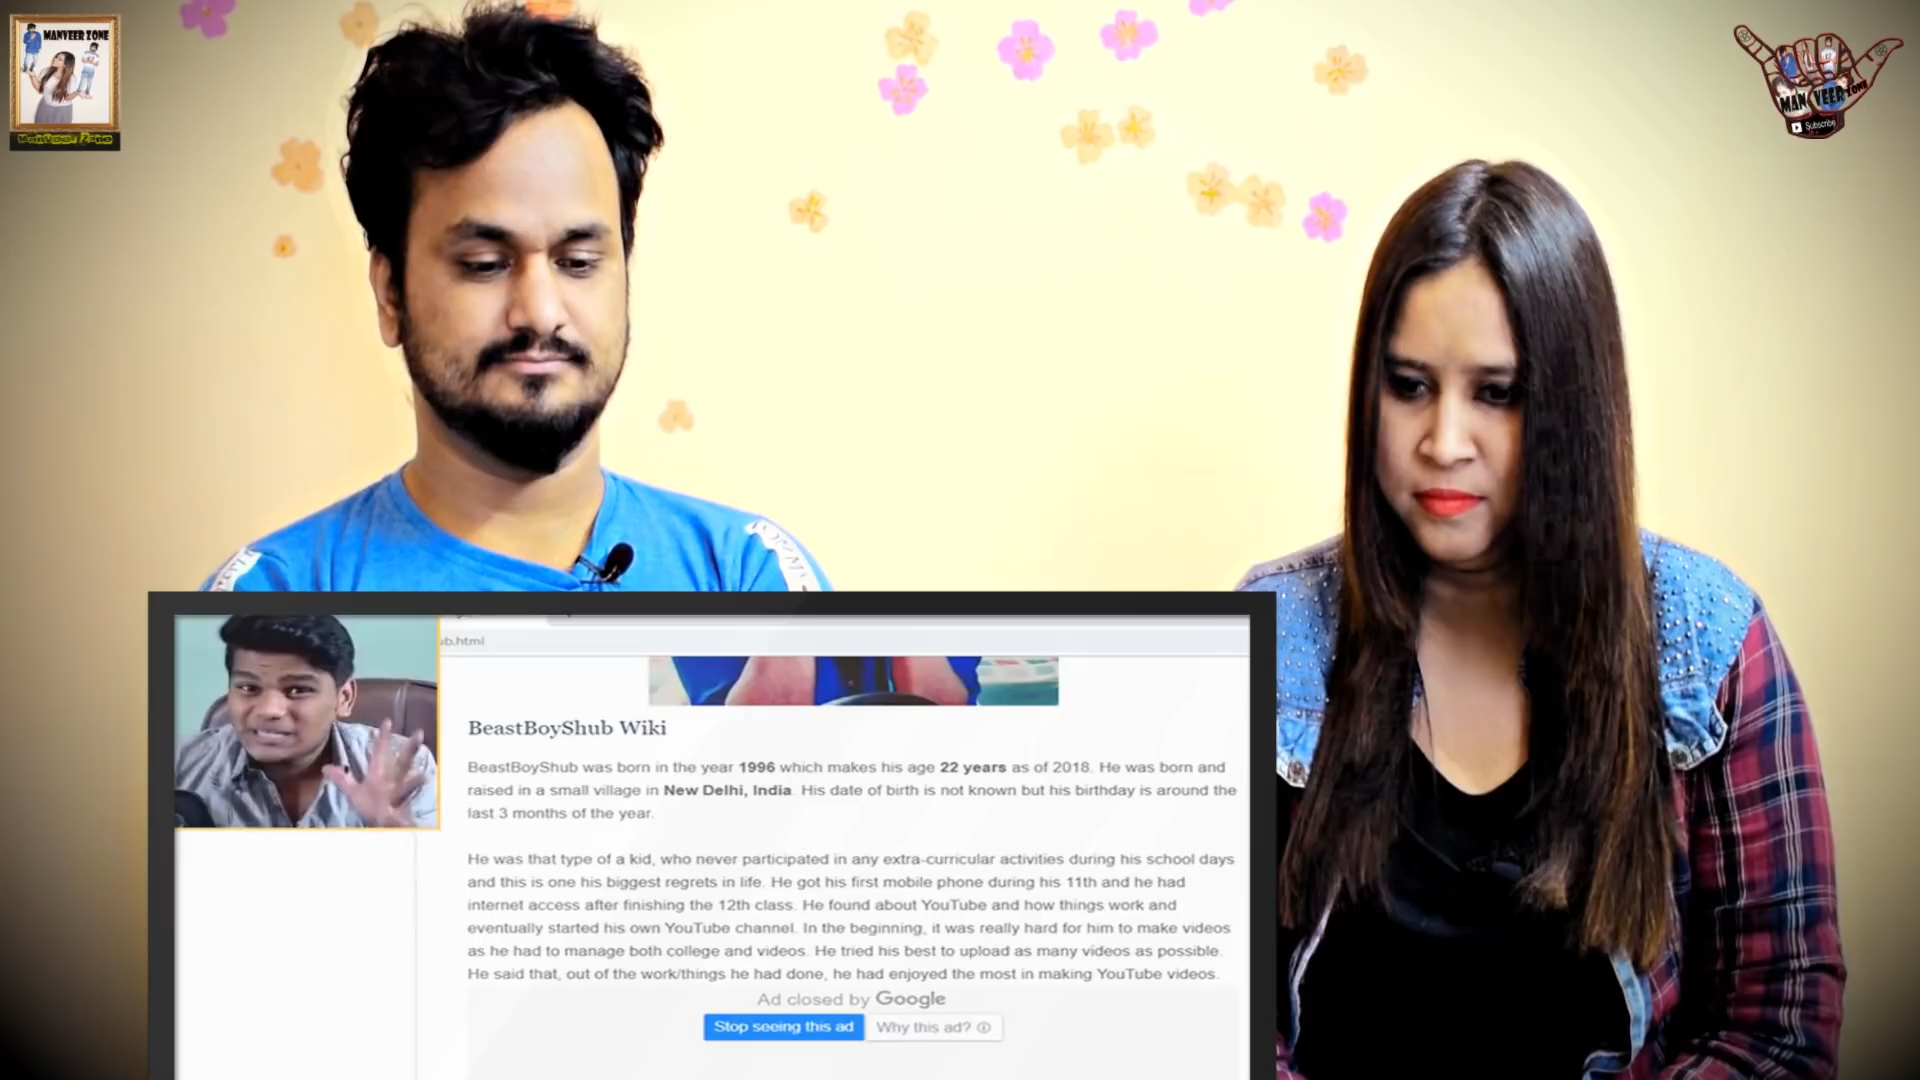 MANVEER ZONE
ManVeer Zone
MAN VEER ZONE
Subscribe
ub.html
BeastBoyShub Wiki
BeastBoyShub was born in the year 1996 which makes his age 22 years as of 2018. He was born and
raised in a small village in New Delhi, India. His date of birth is not known but his birthday is around the
last 3 months of the year.
He was that type of a kid, who never participated in any extra-curricular activities during his school days
and this is one his biggest regrets in life. He got his first mobile phone during his 11th and he had
internet access after finishing the 12th class. He found about YouTube and how things work and
eventually started his own YouTube channel. In the beginning, it was really hard for him to make videos
as he had to manage both college and videos. He tried his best to upload as many videos as possible.
He said that, out of the work/things he had done, he had enjoyed the most in making YouTube videos.
Ad closed by Google
Stop seeing this ad
Why this ad?